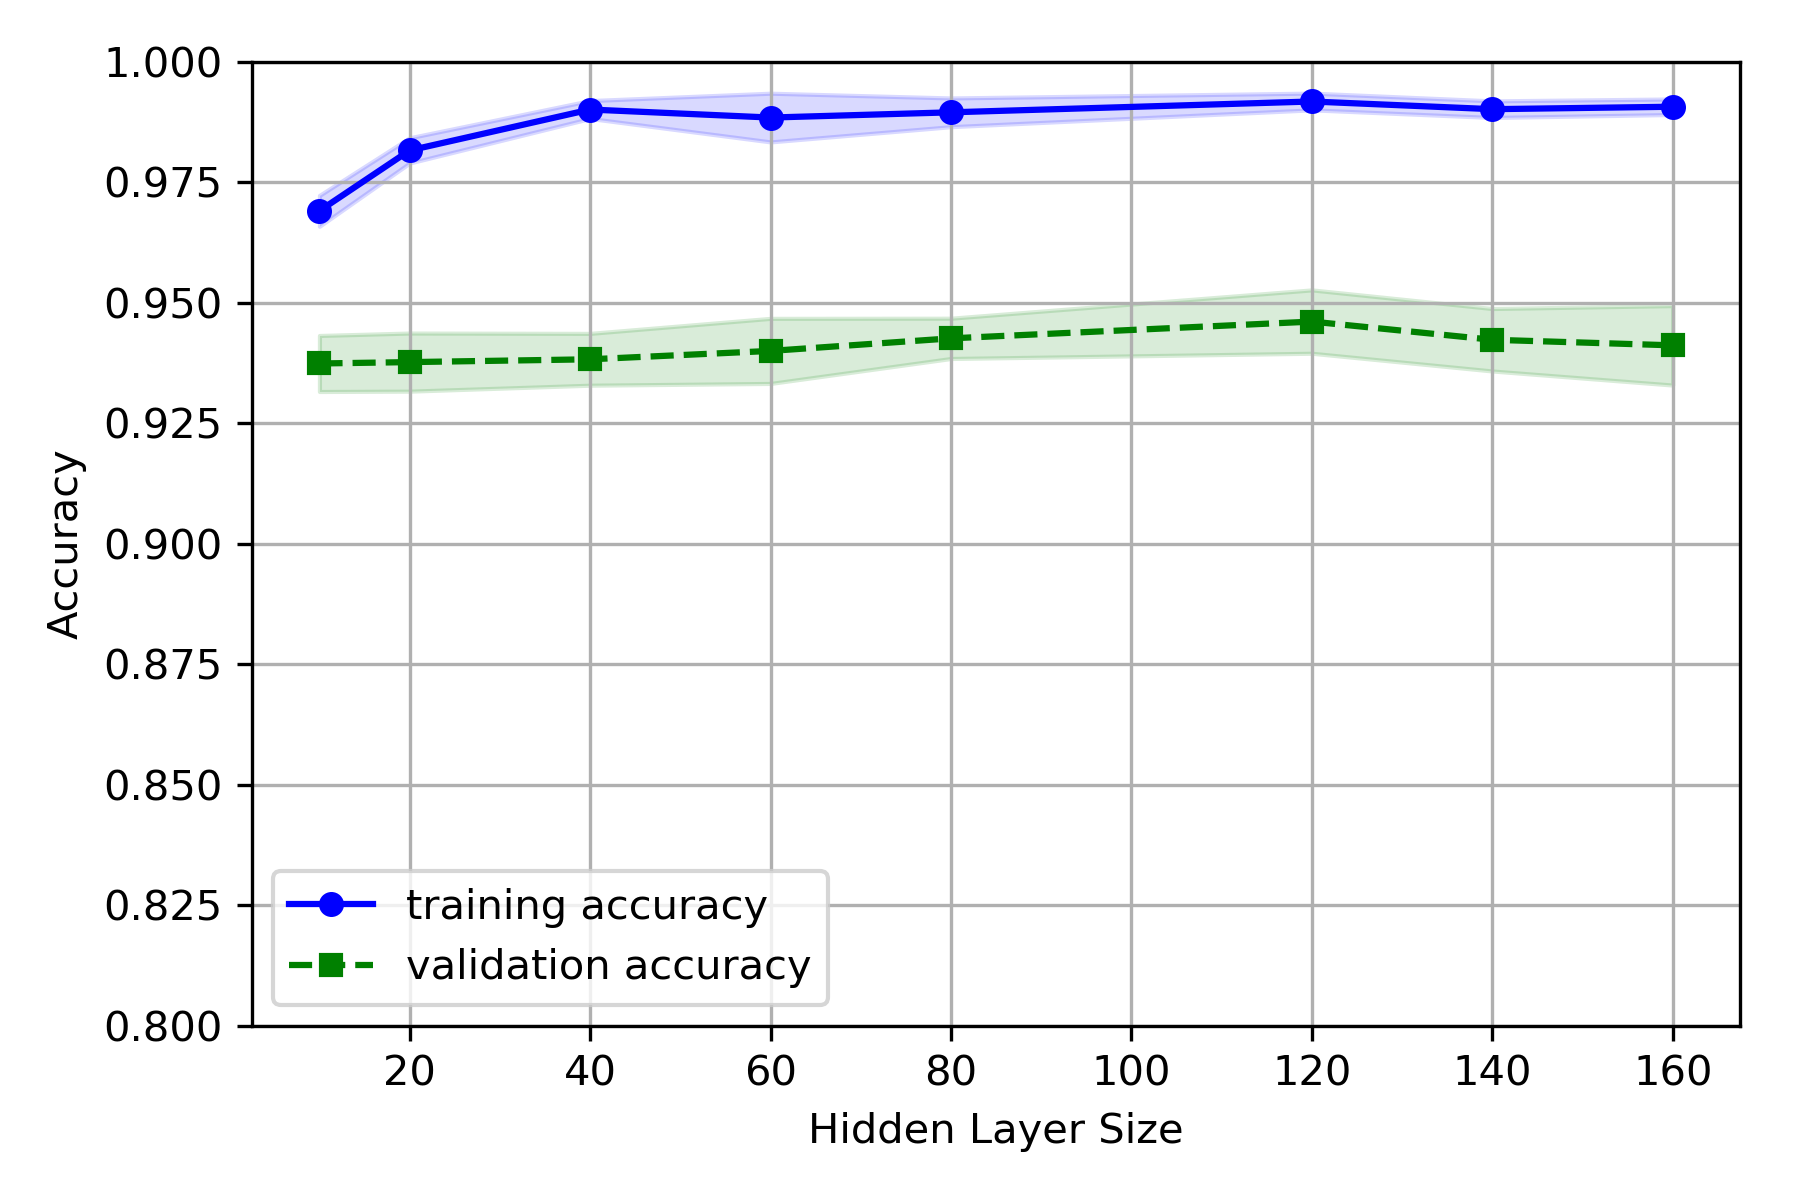 1.000
0.975
0.950
0.925
0.900
0.875
0.850
0.825
0.800
Accuracy
training accuracy
validation accuracy
20 40 60 80 100 120 140 160
Hidden Layer Size